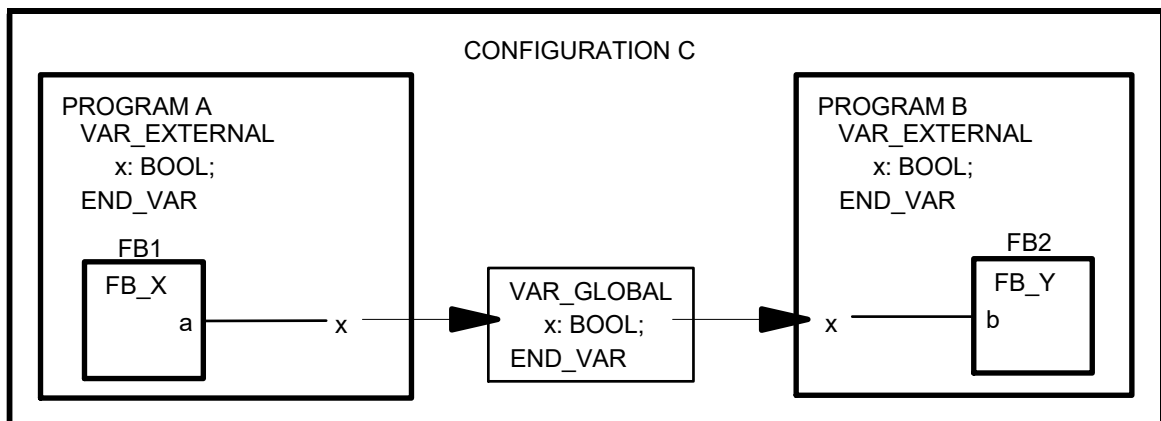 CONFIGURATION C
PROGRAM A
VAR_EXTERNAL
x: BOOL;
END_VAR
FB1
FB_X
a
x
VAR_GLOBAL
x: BOOL;
END_VAR
PROGRAM B
VAR_EXTERNAL
x: BOOL;
END_VAR
FB2
FB_Y
x
b